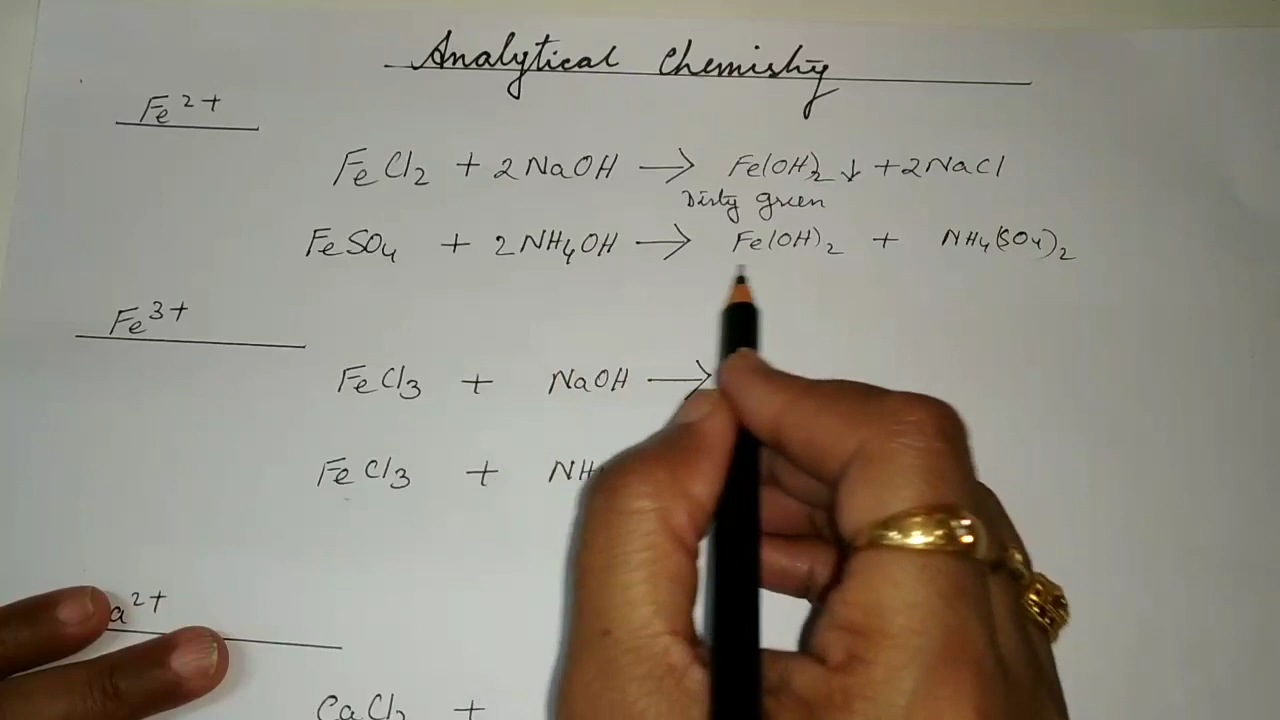 Analytical Chemistry
Fe2+
FeCl2 + 2NaOH → Fe(OH)2 ↓ + 2NaCl
Dirty green
FeSO4 + 2NH4OH → Fe(OH)2 + NH4(SO4)2
Fe3+
FeCl3 + NaOH →
FeCl3 + NH
a2+
CaCl2 +